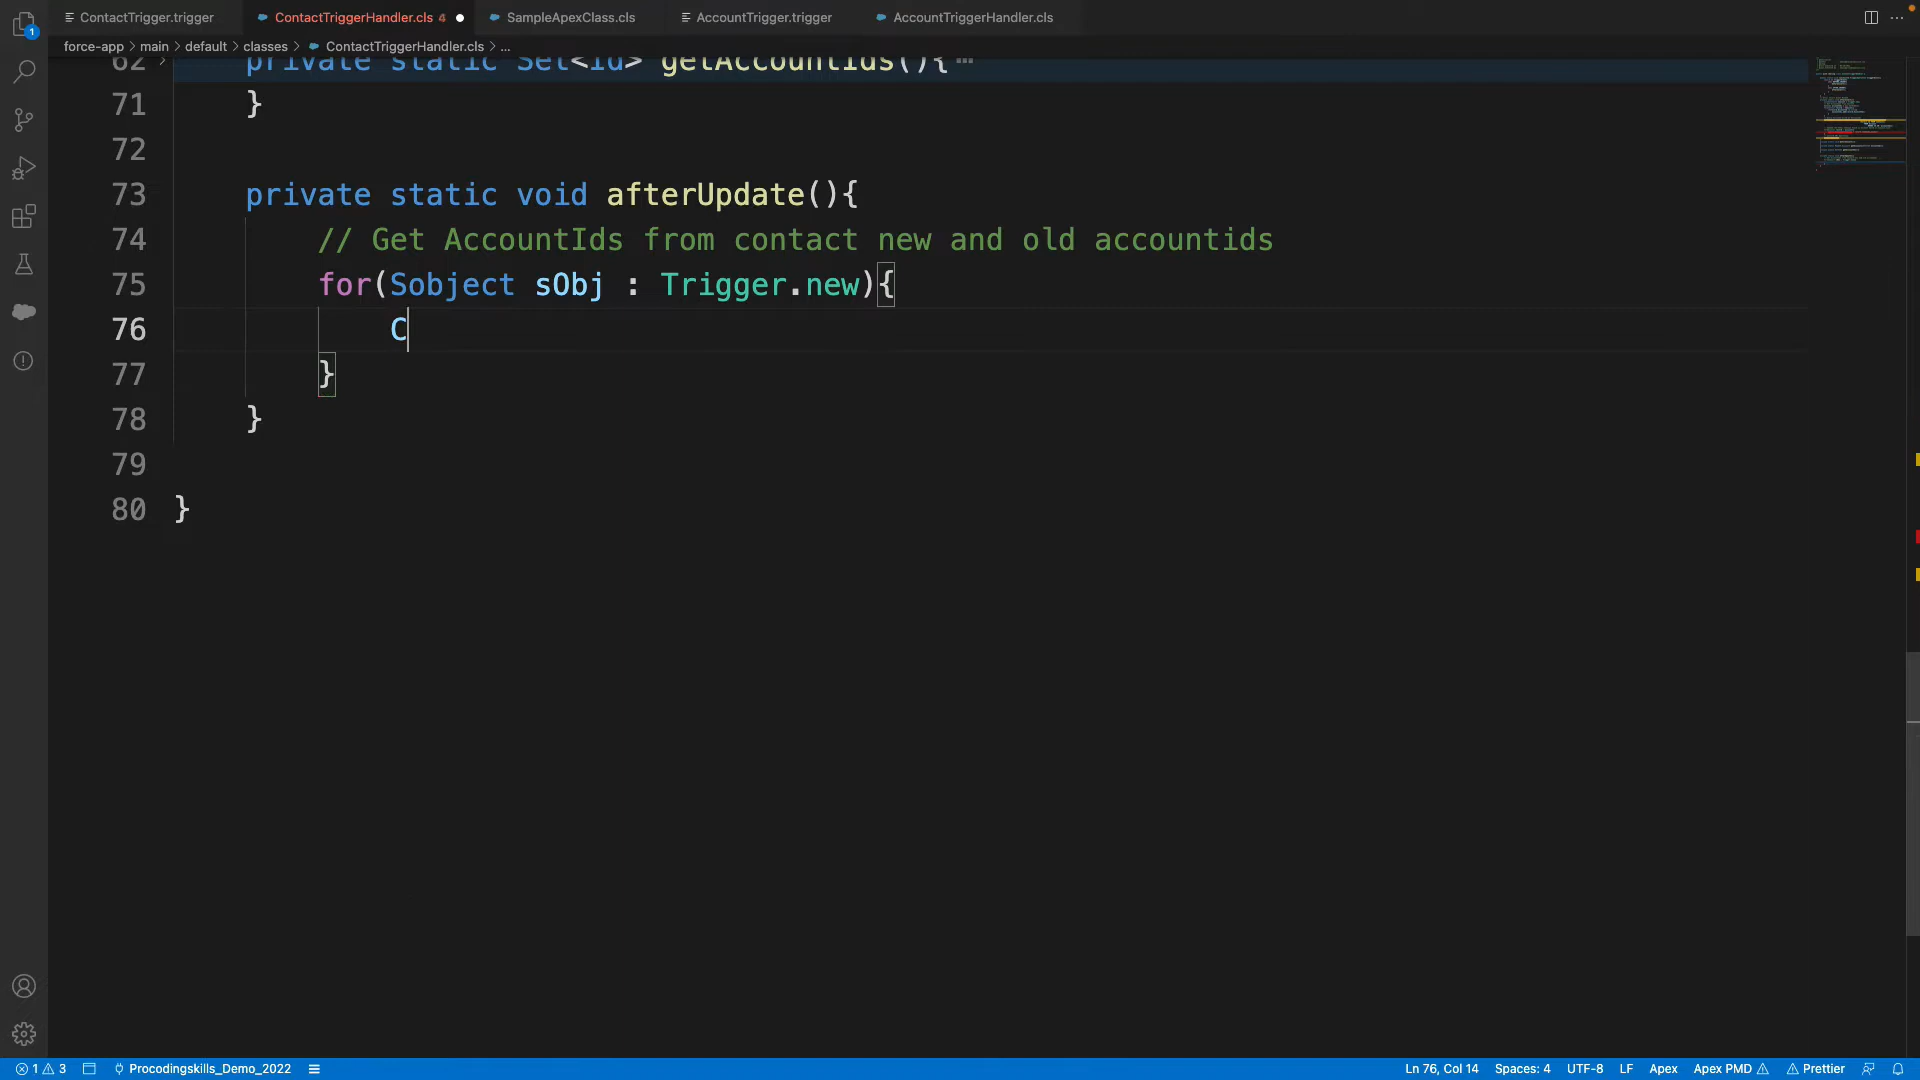 ContactTrigger.trigger ContactTriggerHandler.cls 4 SampleApexClass.cls AccountTrigger.trigger AccountTriggerHandler.cls
1 force-app main default classes ContactTriggerHandler.cls ...
62 private static Set<Id> getAccountIds(){
71 }
72
73 private static void afterUpdate(){
74 // Get AccountIds from contact new and old accountids
75 for(Sobject sObj : Trigger.new){
76 C
77 }
78 }
79
80 }
1 3 Procodingskills_Demo_2022 Ln 76, Col 14 Spaces: 4 UTF-8 LF Apex Apex PMD Prettier